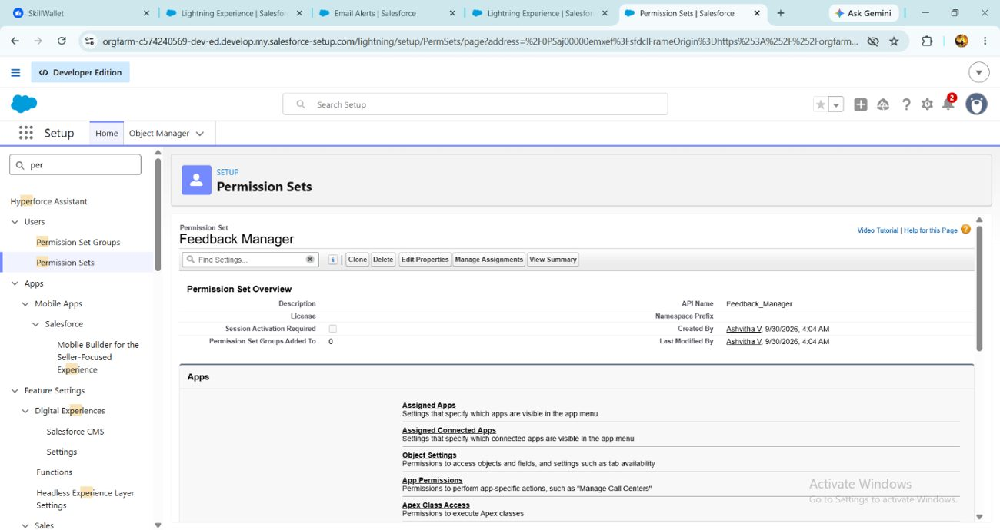 SkillWallet
Lightning Experience | Salesfor
Email Alerts | Salesforce
Lightning Experience | Salesfor
Permission Sets | Salesforce
Ask Gemini
orgfarm-c574240569-dev-ed.develop.my.salesforce-setup.com/lightning/setup/PermSets/page?address=%2F0PSaj00000emxef%3FsfdcIFrameOrigin%3Dhttps%253A%252F%252Forgfarm...
Developer Edition
Search Setup
2
Setup
Home
Object Manager
per
SETUP
Permission Sets
Hyperforce Assistant
Users
Permission Set Groups
Permission Sets
Apps
Mobile Apps
Salesforce
Mobile Builder for the
Seller-Focused
Experience
Feature Settings
Digital Experiences
Salesforce CMS
Settings
Functions
Headless Experience Layer
Settings
Sales
Permission Set
Feedback Manager
Video Tutorial | Help for this Page
Find Settings...
Clone
Delete
Edit Properties
Manage Assignments
View Summary
Permission Set Overview
Description
API Name Feedback_Manager
License
Namespace Prefix
Session Activation Required
Created By Ashvitha V, 9/30/2026, 4:04 AM
Permission Set Groups Added To 0
Last Modified By Ashvitha V, 9/30/2026, 4:04 AM
Apps
Assigned Apps
Settings that specify which apps are visible in the app menu
Assigned Connected Apps
Settings that specify which connected apps are visible in the app menu
Object Settings
Permissions to access objects and fields, and settings such as tab availability
App Permissions
Permissions to perform app-specific actions, such as "Manage Call Centers"
Apex Class Access
Permissions to execute Apex classes
Activate Windows
Go to Settings to activate Windows.